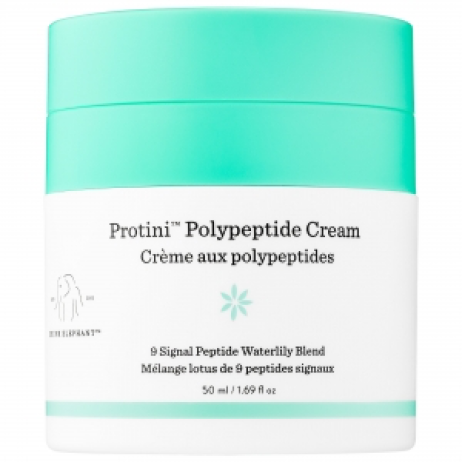 Protini™ Polypeptide Cream
Crème aux polypeptides
ELEPHANT™
9 Signal Peptide Waterlily Blend
Mélange lotus de 9 peptides signaux
50 ml / 1.69 fl oz